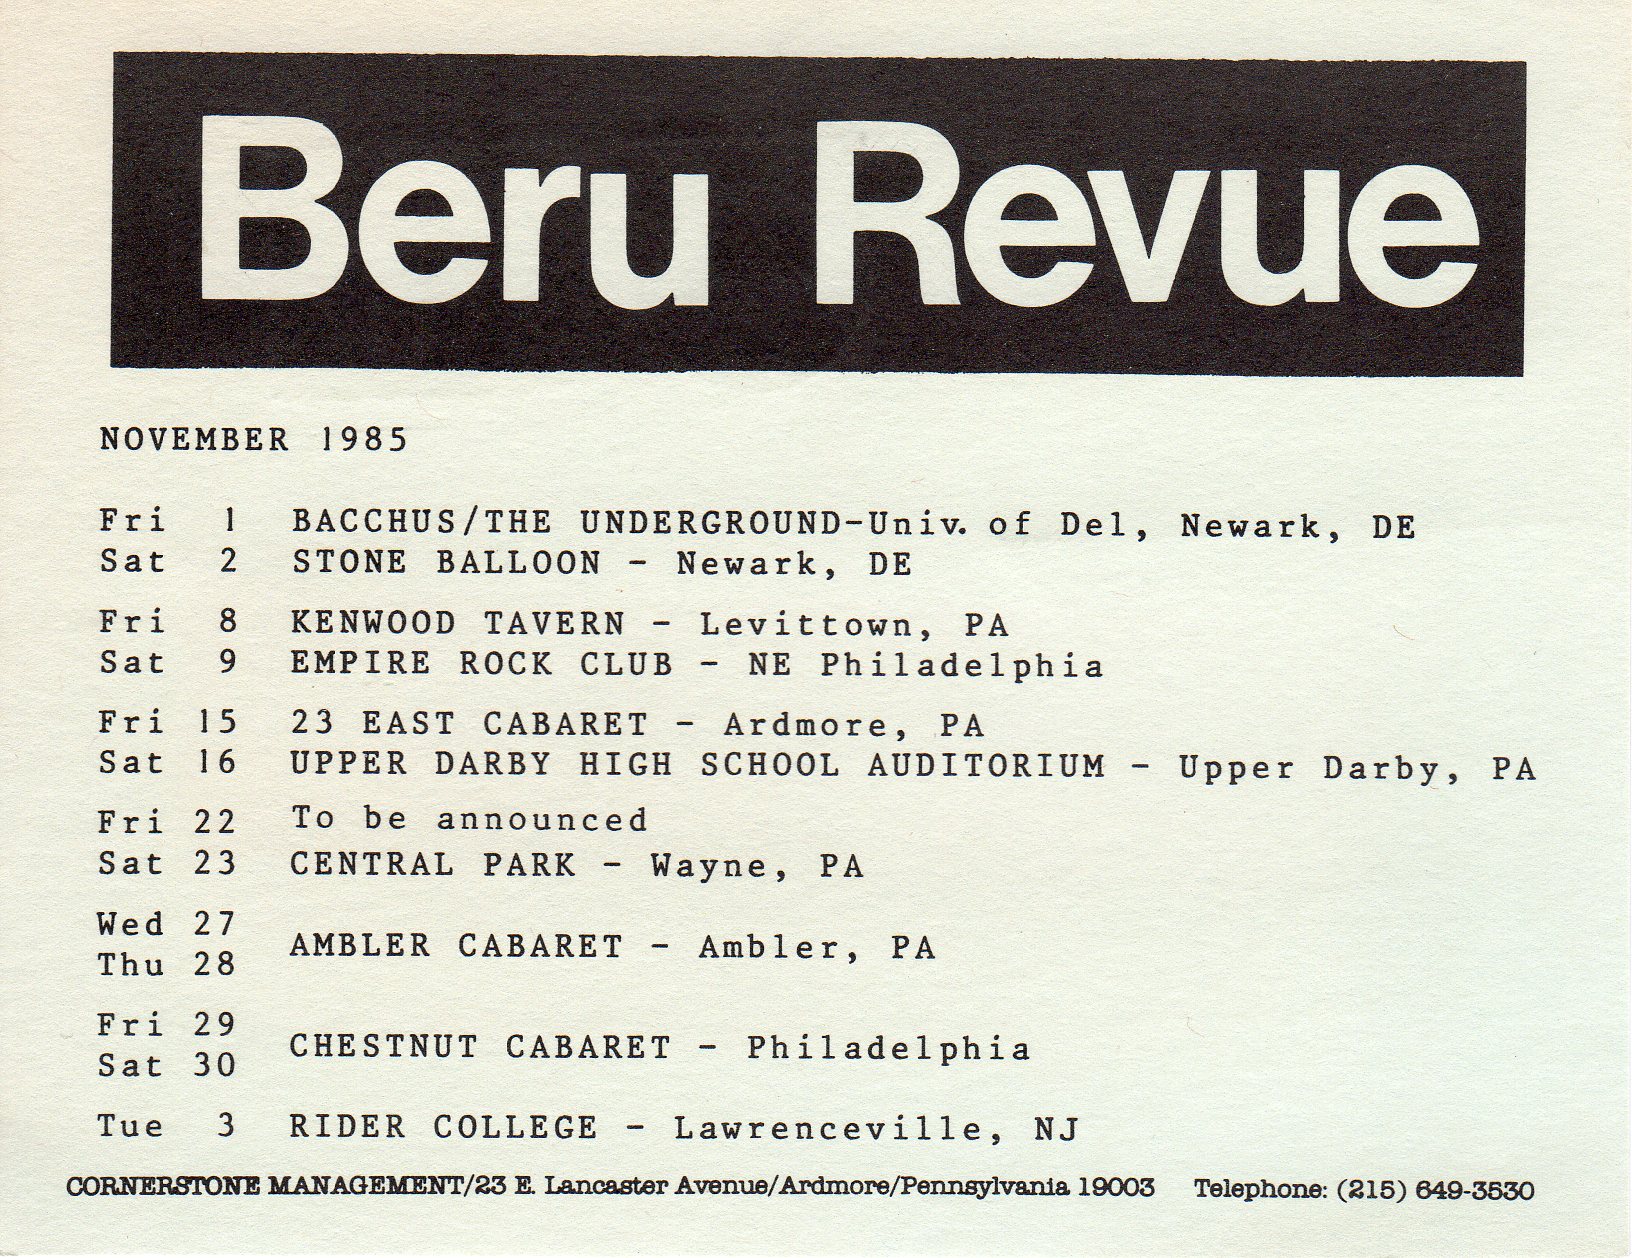 Beru Revue
NOVEMBER 1985
Fri 1 BACCHUS/THE UNDERGROUND-Univ. of Del, Newark, DE
Sat 2 STONE BALLOON - Newark, DE
Fri 8 KENWOOD TAVERN - Levittown, PA
Sat 9 EMPIRE ROCK CLUB - NE Philadelphia
Fri 15 23 EAST CABARET - Ardmore, PA
Sat 16 UPPER DARBY HIGH SCHOOL AUDITORIUM - Upper Darby, PA
Fri 22 To be announced
Sat 23 CENTRAL PARK - Wayne, PA
Wed 27
Thu 28
AMBLER CABARET - Ambler, PA
Fri 29
Sat 30
CHESTNUT CABARET - Philadelphia
Tue 3 RIDER COLLEGE - Lawrenceville, NJ
CORNERSTONE MANAGEMENT/23 E. Lancaster Avenue/Ardmore/Pennsylvania 19003 Telephone: (215) 649-3530